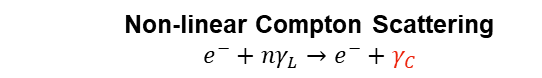 Non-linear Compton Scattering
e⁻ + nγ_L → e⁻ + γ_C